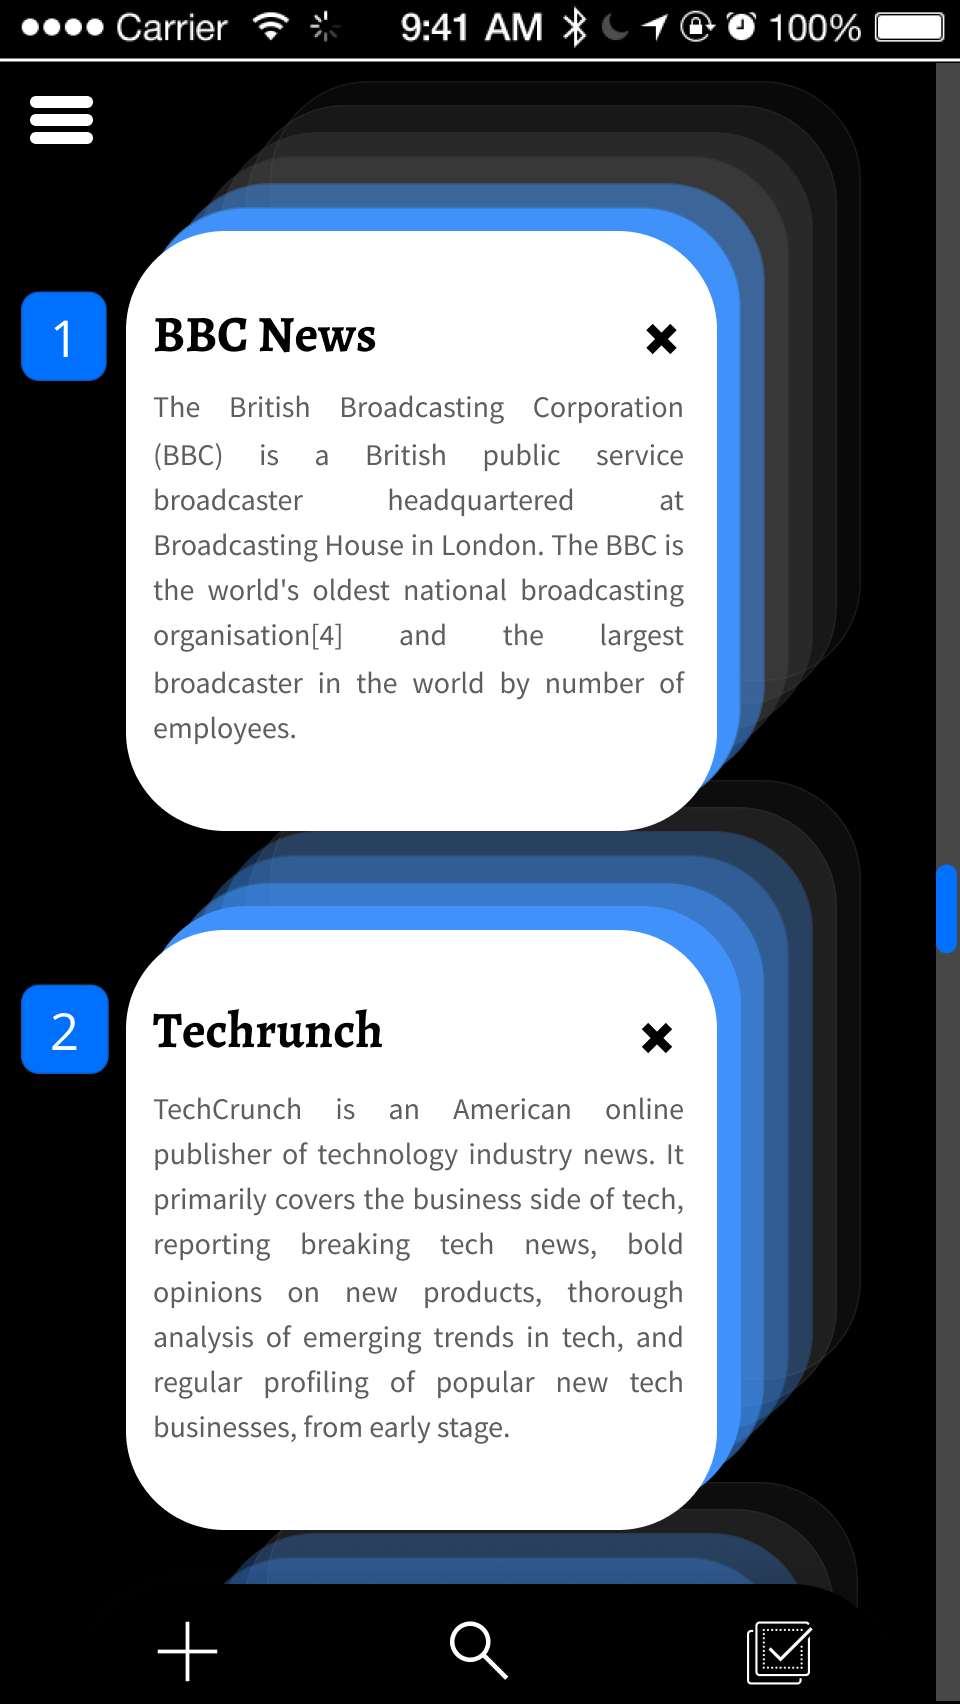 Carrier 9:41 AM 100%
1
BBC News
The British Broadcasting Corporation
(BBC) is a British public service
broadcaster headquartered at
Broadcasting House in London. The BBC is
the world's oldest national broadcasting
organisation[4] and the largest
broadcaster in the world by number of
employees.
2
Techrunch
TechCrunch is an American online
publisher of technology industry news. It
primarily covers the business side of tech,
reporting breaking tech news, bold
opinions on new products, thorough
analysis of emerging trends in tech, and
regular profiling of popular new tech
businesses, from early stage.